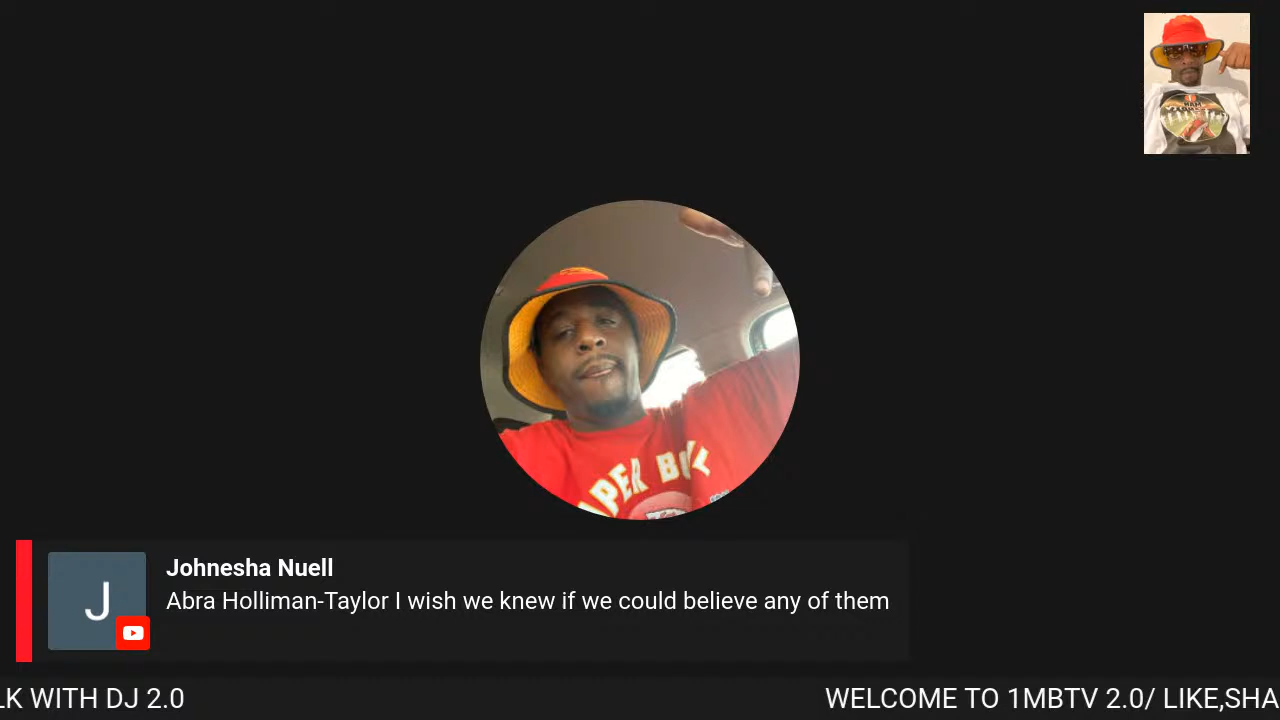 Johnesha Nuell
Abra Holliman-Taylor I wish we knew if we could believe any of them
J
LK WITH DJ 2.0
WELCOME TO 1MBTV 2.0/ LIKE,SHA